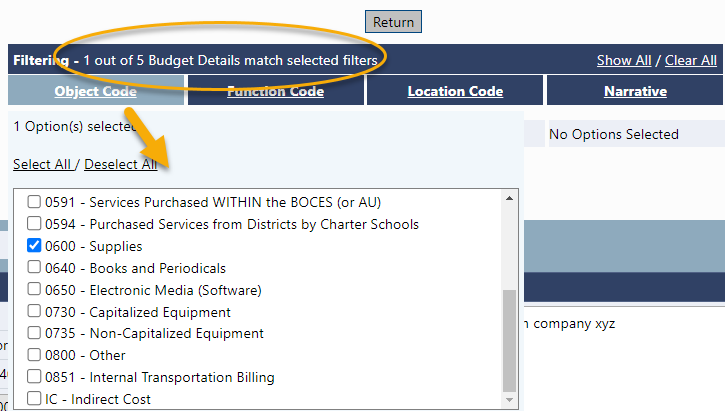 Return
Filtering - 1 out of 5 Budget Details match selected filters Show All / Clear All
Object Code Function Code Location Code Narrative
1 Option(s) selected No Options Selected
Select All / Deselect All
0591 - Services Purchased WITHIN the BOCES (or AU)
0594 - Purchased Services from Districts by Charter Schools
0600 - Supplies
0640 - Books and Periodicals
0650 - Electronic Media (Software)
0730 - Capitalized Equipment
company xyz
0735 - Non-Capitalized Equipment
0800 - Other
0851 - Internal Transportation Billing
IC - Indirect Cost